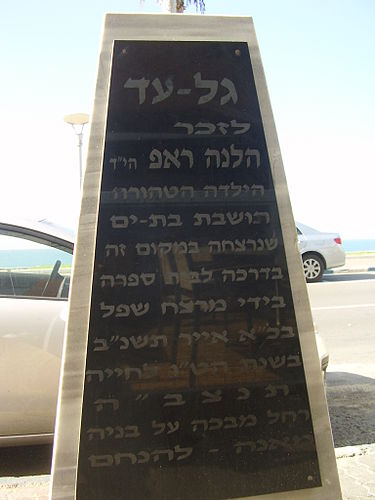 גל-עד
לזכר
הלנה ראפ הי"ד
הילדה הטהורה
תושבת בת-ים
שנרצחה במקום זה
בדרכה לבית ספרה
בידי מרצח שפל
בכ"א אייר תשנ"ב
בשנת הט"ו לחייה
ת נ צ ב " ה
רחל מבכה על בניה
מאנה - להנחם